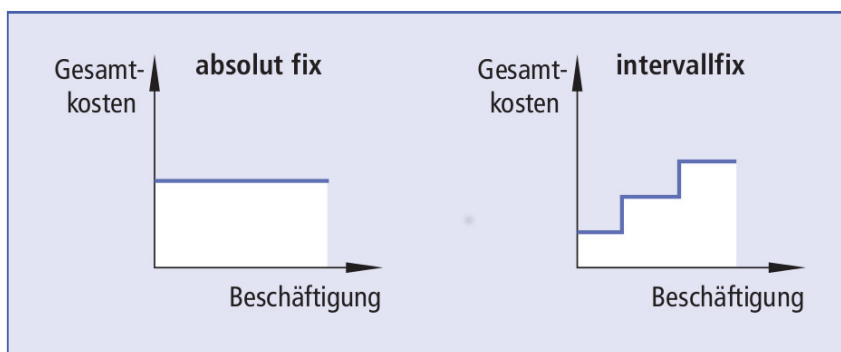 absolut fix
Gesamt-
kosten
Beschäftigung
intervallfix
Gesamt-
kosten
Beschäftigung